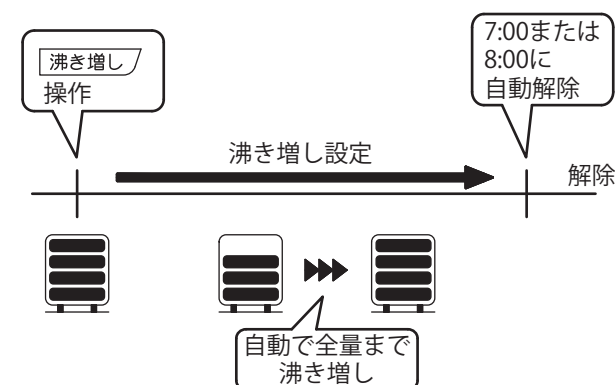 沸き増し
操作
7:00または
8:00に
自動解除
沸き増し設定
解除
自動で全量まで
沸き増し